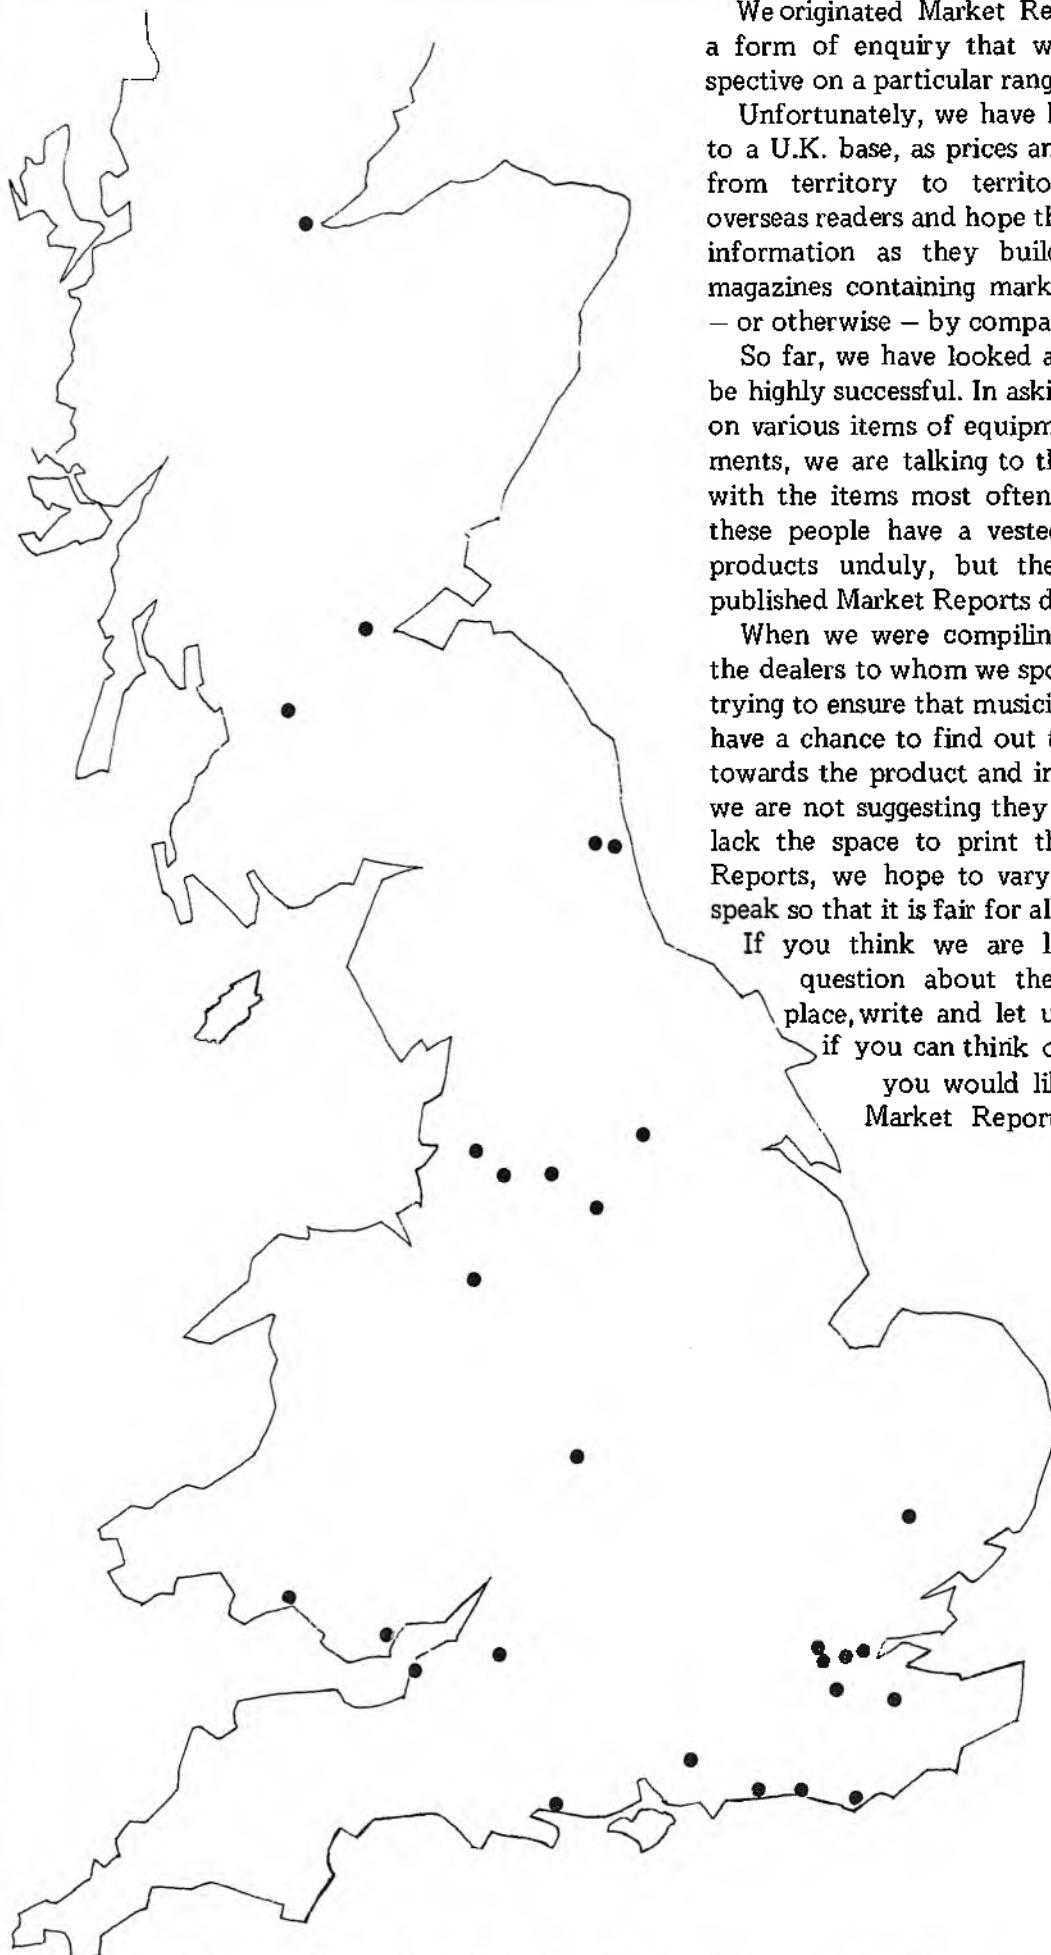 We originated Market Re
a form of enquiry that w
spective on a particular rang
Unfortunately, we have
to a U.K. base, as prices ar
from territory to territo
overseas readers and hope th
information as they buil
magazines containing mark
— or otherwise — by compa
So far, we have looked a
be highly successful. In aski
on various items of equipm
ments, we are talking to t
with the items most often
these people have a veste
products unduly, but the
published Market Reports d
When we were compilin
the dealers to whom we spo
trying to ensure that musici
have a chance to find out t
towards the product and in
we are not suggesting they
lack the space to print th
Reports, we hope to vary
speak so that it is fair for al
If you think we are l
question about the
place, write and let u
if you can think o
you would li
Market Repor